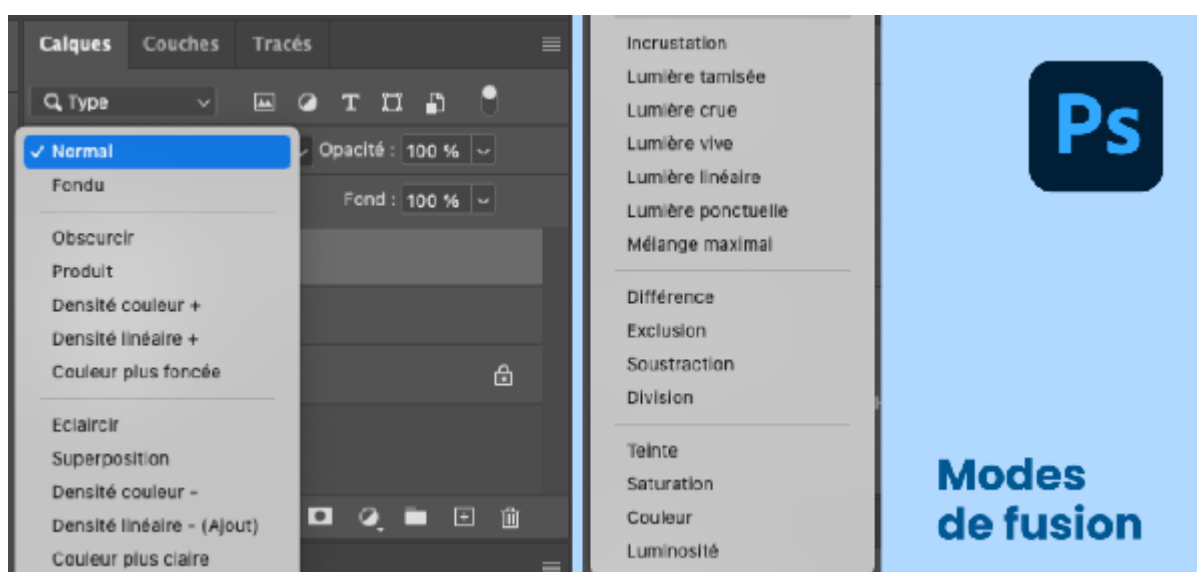 Calques Couches Tracés
Type
Normal
Opacité : 100 %
Fondu
Fond : 100 %
Obscurcir
Produit
Densité couleur +
Densité linéaire +
Couleur plus foncée
Eclaircir
Superposition
Densité couleur -
Densité linéaire - (Ajout)
Couleur plus claire
Incrustation
Lumière tamisée
Lumière crue
Lumière vive
Lumière linéaire
Lumière ponctuelle
Mélange maximal
Différence
Exclusion
Soustraction
Division
Teinte
Saturation
Couleur
Luminosité
Ps
Modes
de fusion